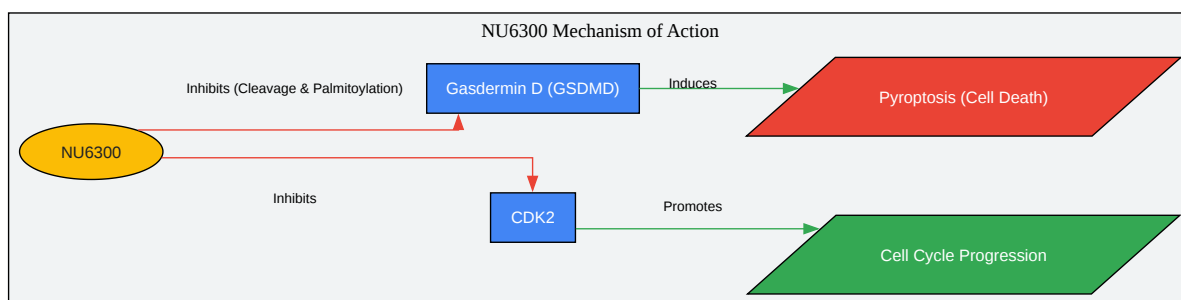 NU6300 Mechanism of Action
Inhibits (Cleavage & Palmitoylation)
Gasdermin D (GSDMD)
Induces
Pyroptosis (Cell Death)
NU6300
Inhibits
CDK2
Promotes
Cell Cycle Progression